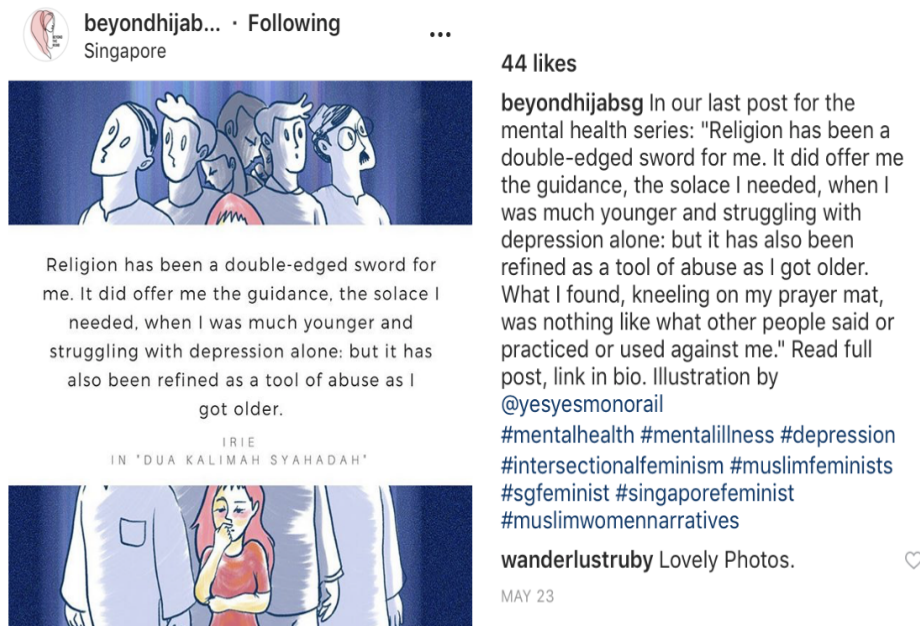 beyondhijab... · Following
Singapore
...
Religion has been a double-edged sword for
me. It did offer me the guidance, the solace I
needed, when I was much younger and
struggling with depression alone: but it has
also been refined as a tool of abuse as I
got older.
IRIE
IN "DUA KALIMAH SYAHADAH"
44 likes
beyondhijabsg In our last post for the
mental health series: "Religion has been a
double-edged sword for me. It did offer me
the guidance, the solace I needed, when I
was much younger and struggling with
depression alone: but it has also been
refined as a tool of abuse as I got older.
What I found, kneeling on my prayer mat,
was nothing like what other people said or
practiced or used against me." Read full
post, link in bio. Illustration by
@yesyesmonorail
#mentalhealth #mentalillness #depression
#intersectionalfeminism #muslimfeminists
#sgfeminist #singaporefeminist
#muslimwomennarratives
wanderlustruby Lovely Photos.
MAY 23